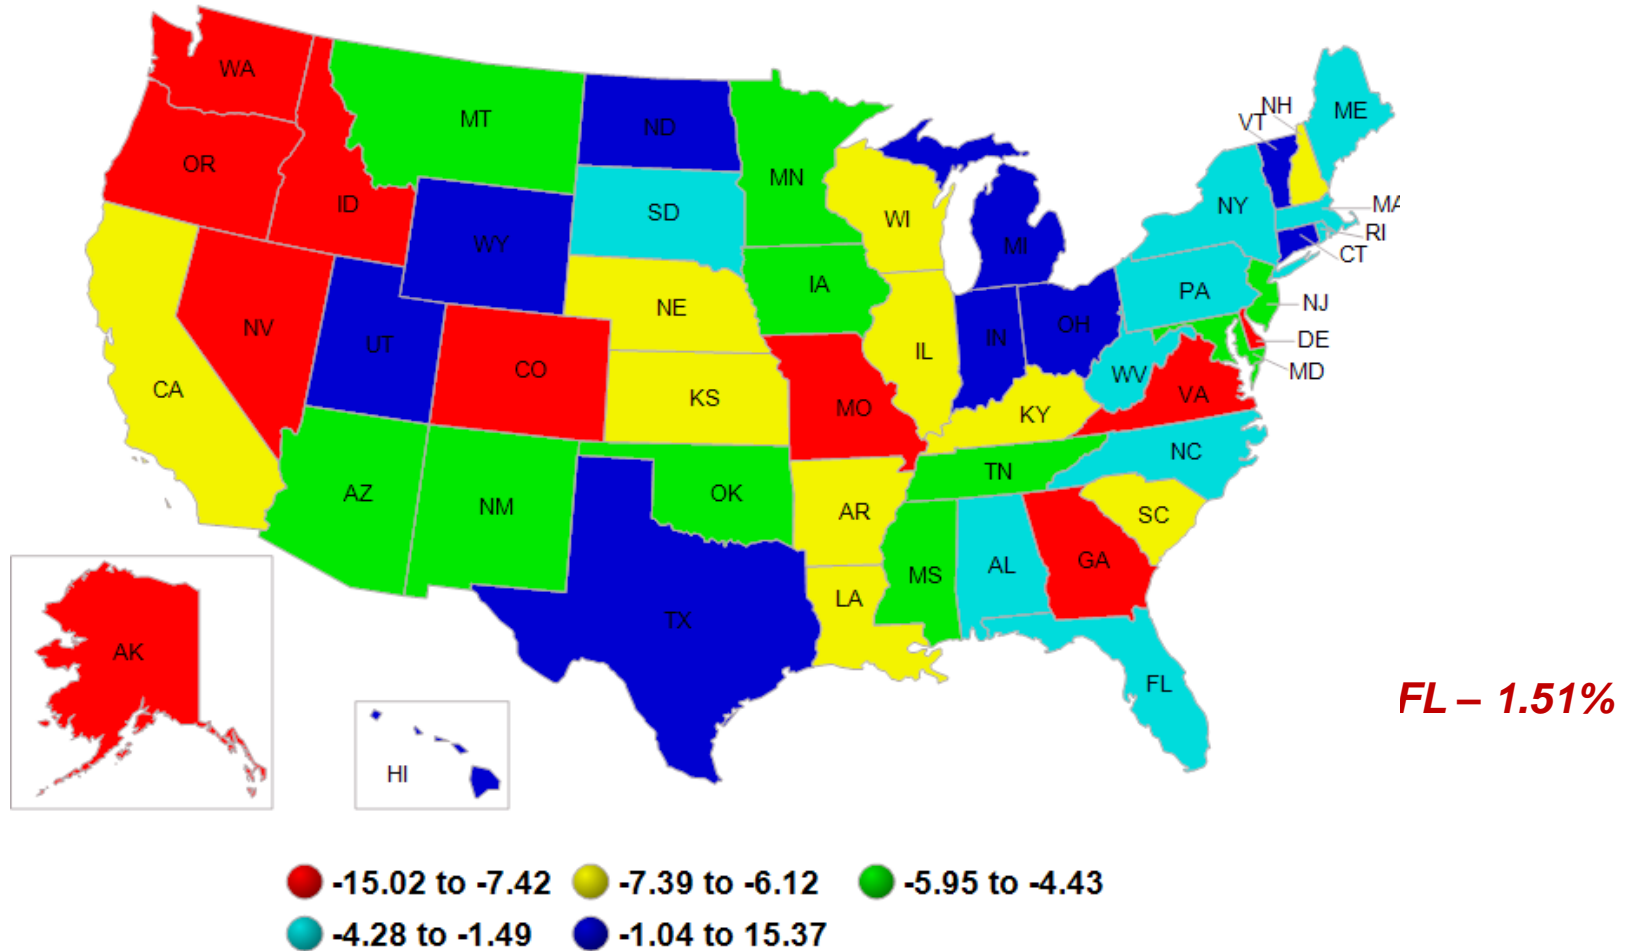 WA
MT
ND
MN
OR
ID
SD
WI
WY
MI
NH
VT
ME
NY
MA
RI
CT
PA
NJ
DE
MD
NV
UT
CO
NE
IA
IL
IN
OH
WV
VA
CA
KS
MO
KY
NC
TN
SC
AZ
NM
OK
AR
MS
AL
GA
LA
TX
FL
AK
HI
FL – 1.51%
-15.02 to -7.42
-7.39 to -6.12
-5.95 to -4.43
-4.28 to -1.49
-1.04 to 15.37